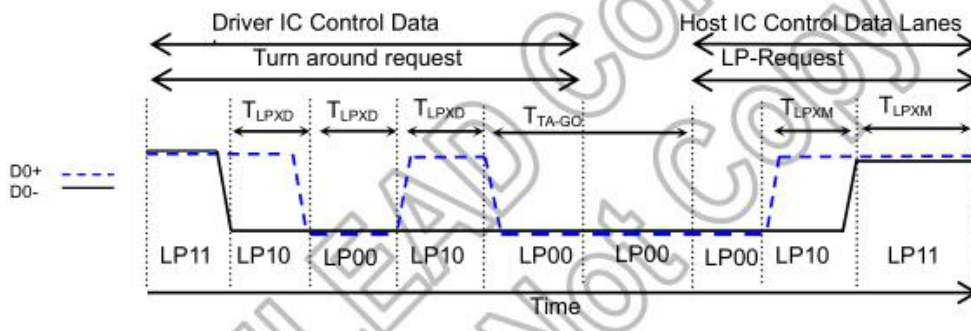 Driver IC Control Data Host IC Control Data Lanes
Turn around request LP-Request
TLPXD TLPXD TLPXD TTA-GO TLPXM TLPXM
D0+
D0-
LP11 LP10 LP00 LP10 LP00 LP00 LP00 LP10 LP11
Time